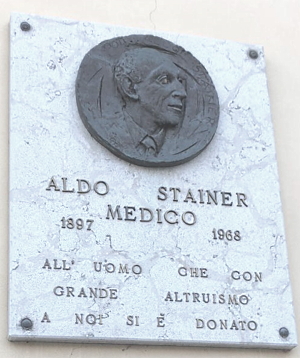 ALDO STAINER
MEDICO
1897 1968
ALL' UOMO CHE CON
GRANDE ALTRUISMO
A NOI SI È DONATO